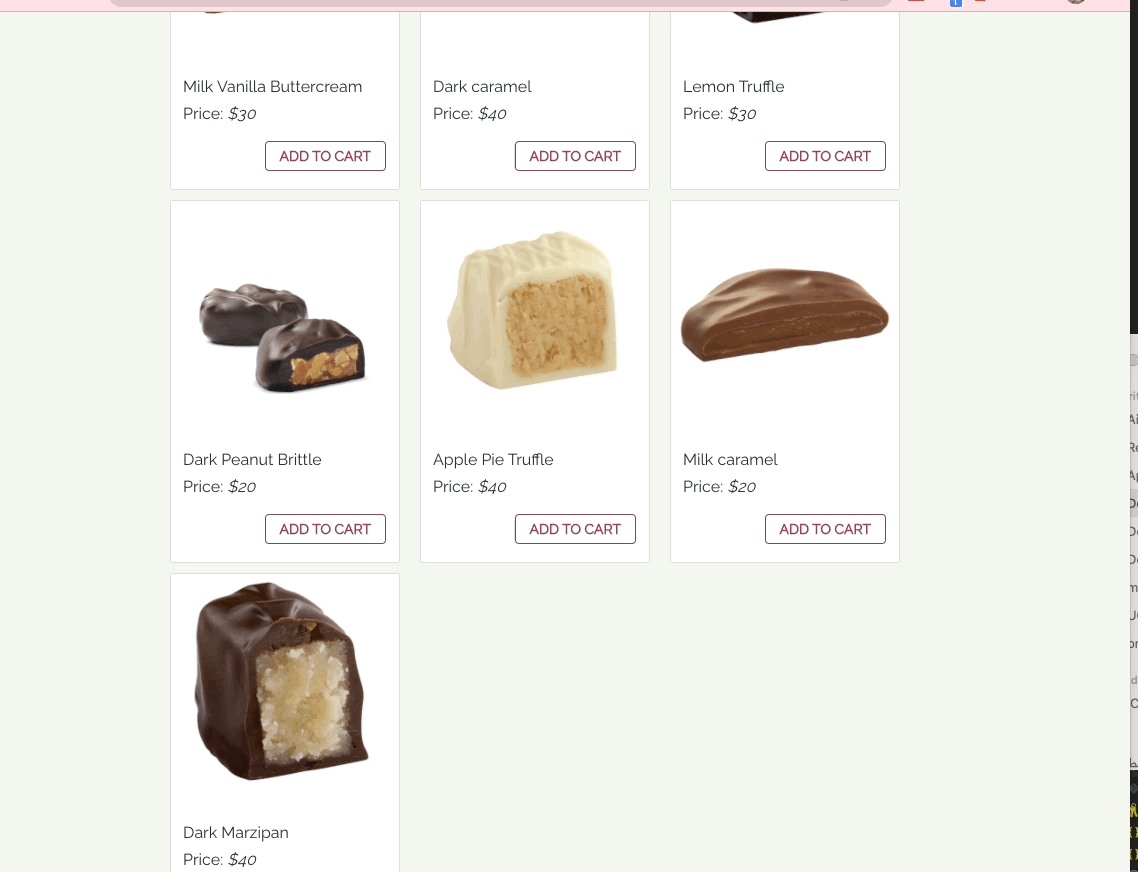 Milk Vanilla Buttercream
Price: $30
ADD TO CART
Dark caramel
Price: $40
ADD TO CART
Lemon Truffle
Price: $30
ADD TO CART
Dark Peanut Brittle
Price: $20
ADD TO CART
Apple Pie Truffle
Price: $40
ADD TO CART
Milk caramel
Price: $20
ADD TO CART
Dark Marzipan
Price: $40